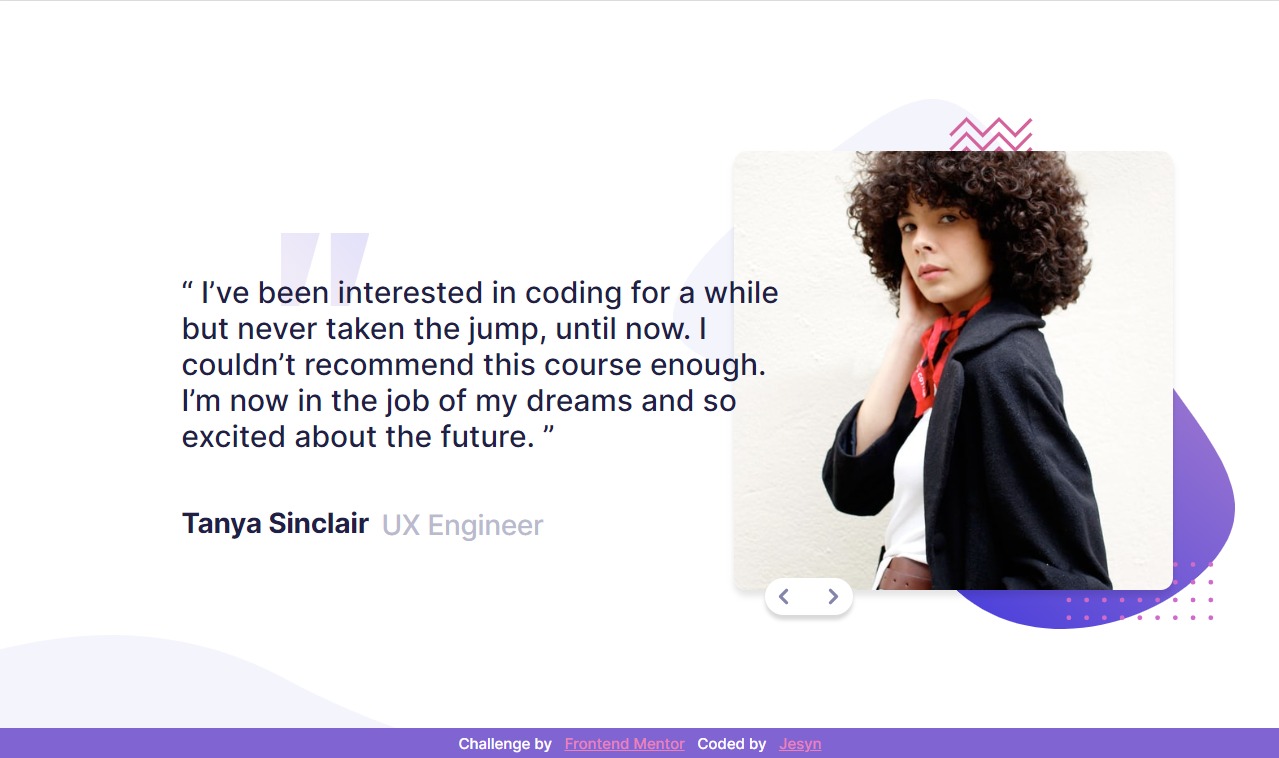 “ I’ve been interested in coding for a while
but never taken the jump, until now. I
couldn’t recommend this course enough.
I’m now in the job of my dreams and so
excited about the future. ”
Tanya Sinclair UX Engineer
Challenge by Frontend Mentor Coded by Jesyn